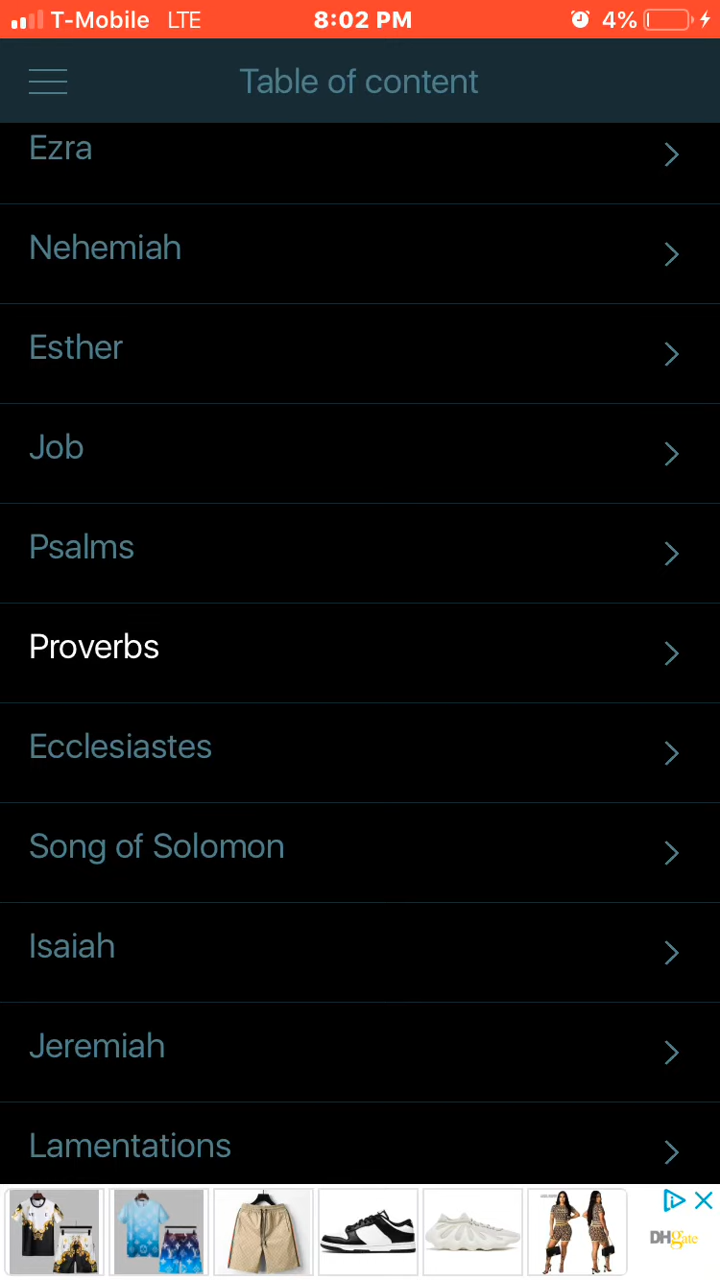 T-Mobile LTE 8:02 PM 4%
Table of content
Ezra
Nehemiah
Esther
Job
Psalms
Proverbs
Ecclesiastes
Song of Solomon
Isaiah
Jeremiah
Lamentations
DHgate